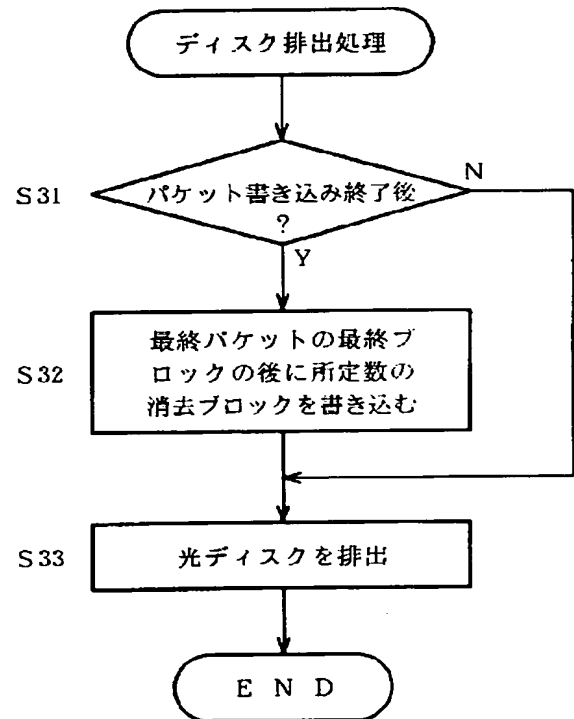 ディスク排出処理
N
S31
パケット書き込み終了後
?
Y
S32
最終パケットの最終ブ
ロックの後に所定数の
消去ブロックを書き込む
S33
光ディスクを排出
END